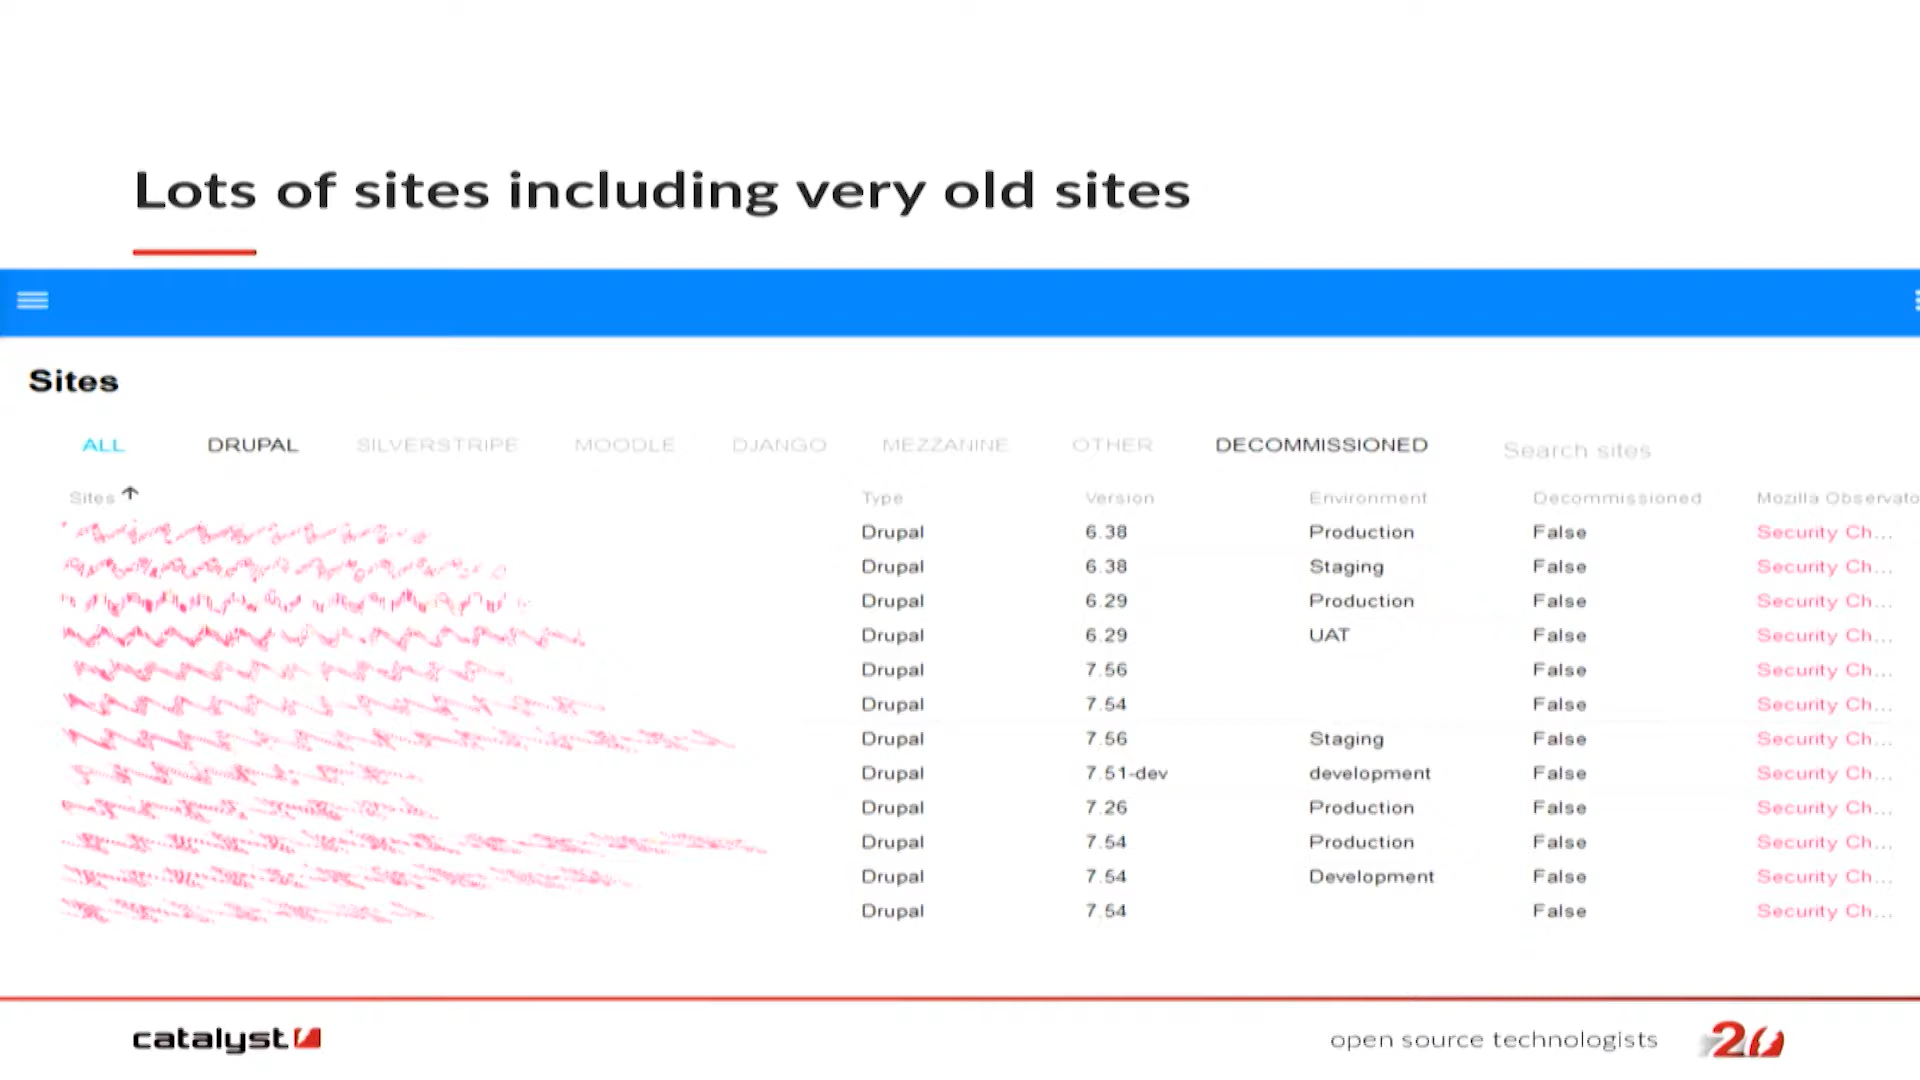 Lots of sites including very old sites
Sites
ALL DRUPAL SILVERSTRIPE MOODLE DJANGO MEZZANINE OTHER DECOMMISSIONED Search sites
Sites Type Version Environment Decommissioned Mozilla Observato
Drupal 6.38 Production False Security Ch...
Drupal 6.38 Staging False Security Ch...
Drupal 6.29 Production False Security Ch...
Drupal 6.29 UAT False Security Ch...
Drupal 7.56 False Security Ch...
Drupal 7.54 False Security Ch...
Drupal 7.56 Staging False Security Ch...
Drupal 7.51-dev development False Security Ch...
Drupal 7.26 Production False Security Ch...
Drupal 7.54 Production False Security Ch...
Drupal 7.54 Development False Security Ch...
Drupal 7.54 False Security Ch...
catalyst open source technologists 20